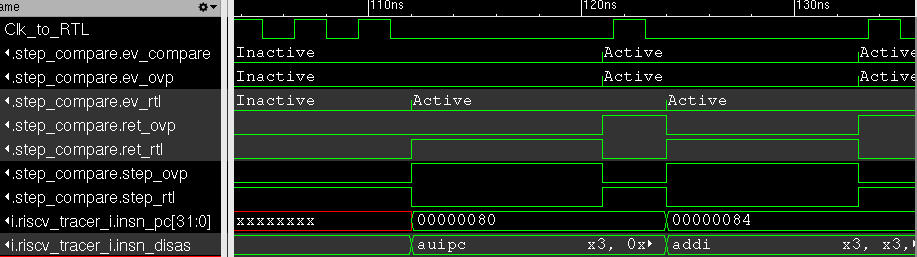 ame
110ns 120ns 130ns
Clk_to_RTL
.step_compare.ev_compare Inactive Active Active
.step_compare.ev_ovp Inactive Active Active
.step_compare.ev_rtl Inactive Active Active
.step_compare.ret_ovp
.step_compare.ret_rtl
.step_compare.step_ovp
.step_compare.step_rtl
i.riscv_tracer_i.insn_pc[31:0] xxxxxxxx 00000080 00000084
i.riscv_tracer_i.insn_disas auipc x3, 0x addi x3, x3,